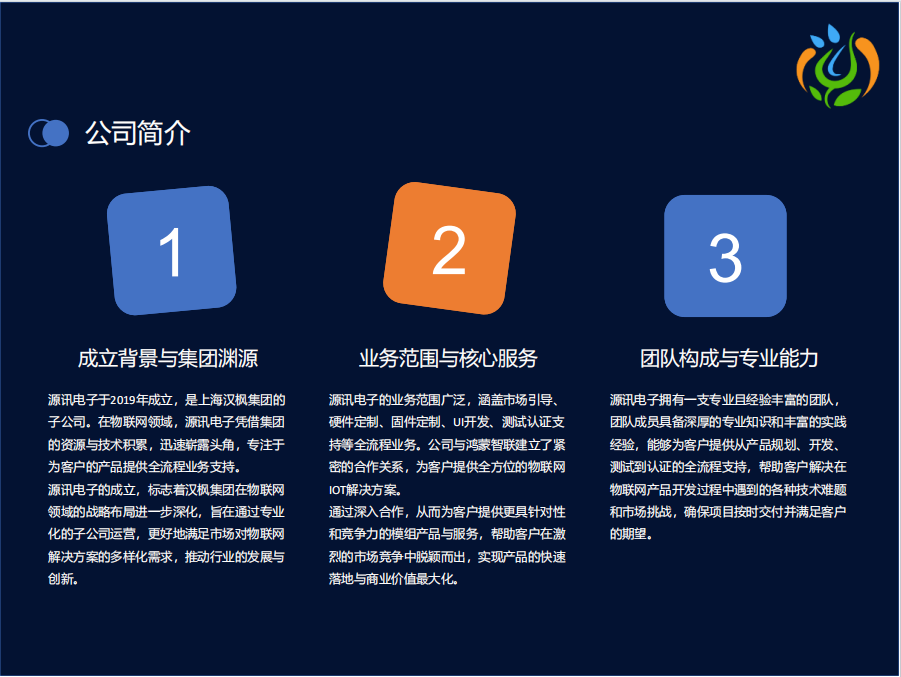 公司简介
1
成立背景与集团渊源
源讯电子于2019年成立，是上海汉枫集团的
子公司。在物联网领域，源讯电子凭借集团
的资源与技术积累，迅速崭露头角，专注于
为客户的产品提供全流程业务支持。
源讯电子的成立，标志着汉枫集团在物联网
领域的战略布局进一步深化，旨在通过专业
化的子公司运营，更好地满足市场对物联网
解决方案的多样化需求，推动行业的发展与
创新。
2
业务范围与核心服务
源讯电子的业务范围广泛，涵盖市场引导、
硬件定制、固件定制、UI开发、测试认证支
持等全流程业务。公司与鸿蒙智联建立了紧
密的合作关系，为客户提供全方位的物联网
IOT解决方案。
通过深入合作，从而为客户提供更具针对性
和竞争力的模组产品与服务，帮助客户在激
烈的市场竞争中脱颖而出，实现产品的快速
落地与商业价值最大化。
3
团队构成与专业能力
源讯电子拥有一支专业且经验丰富的团队，
团队成员具备深厚的专业知识和丰富的实践
经验，能够为客户提供从产品规划、开发、
测试到认证的全流程支持，帮助客户解决在
物联网产品开发过程中遇到的各种技术难题
和市场挑战，确保项目按时交付并满足客户
的期望。